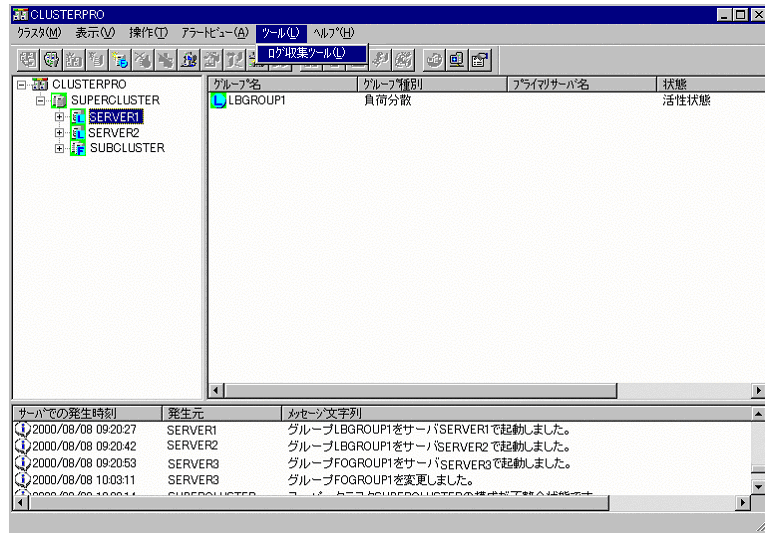 CLUSTERPRO
クラスタ(M) 表示(V) 操作(T) アラートビュー(A) ツール(L) ヘルプ(H)
ログ収集ツール(L)
CLUSTERPRO
SUPERCLUSTER
SERVER1
SERVER2
SUBCLUSTER
グループ名 グループ種別 プライマリサーバ名 状態
LBGROUP1 負荷分散 活性状態
サーバでの発生時刻 発生元 メッセージ文字列
2000/08/08 09:20:27 SERVER1 グループLBGROUP1をサーバSERVER1で起動しました。
2000/08/08 09:20:42 SERVER2 グループLBGROUP1をサーバSERVER2で起動しました。
2000/08/08 09:20:53 SERVER3 グループFOGROUP1をサーバSERVER3で起動しました。
2000/08/08 10:03:11 SERVER3 グループFOGROUP1を変更しました。
SUPERCLUSTER